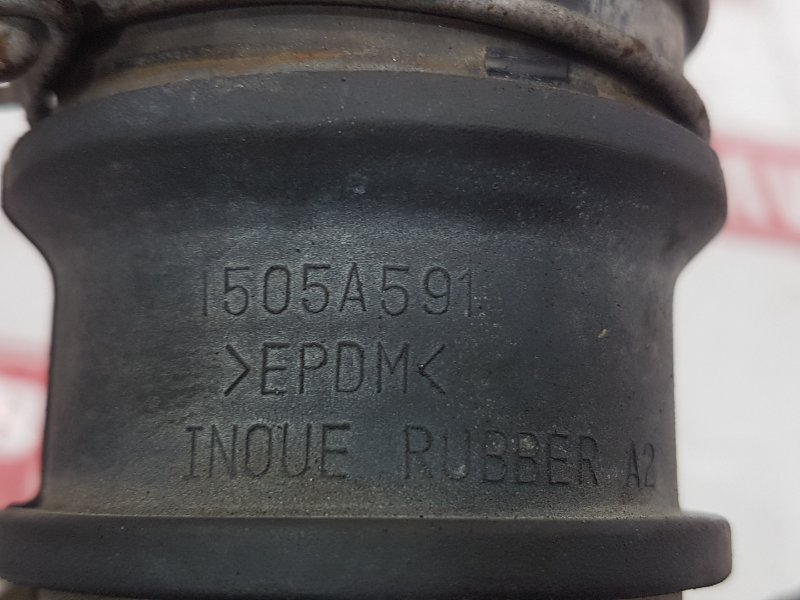 1505A591
>EPDM<
INOUE RUBBER A2